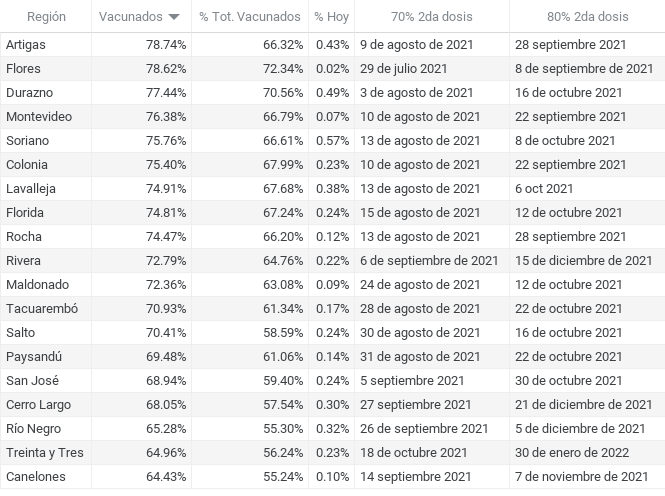 Región Vacunados % Tot. Vacunados % Hoy 70% 2da dosis 80% 2da dosis
Artigas 78.74% 66.32% 0.43% 9 de agosto de 2021 28 septiembre 2021
Flores 78.62% 72.34% 0.02% 29 de julio 2021 8 de septiembre de 2021
Durazno 77.44% 70.56% 0.49% 3 de agosto de 2021 16 de octubre 2021
Montevideo 76.38% 66.79% 0.07% 10 de agosto de 2021 22 septiembre 2021
Soriano 75.76% 66.61% 0.57% 13 de agosto de 2021 8 de octubre 2021
Colonia 75.40% 67.99% 0.23% 10 de agosto de 2021 22 septiembre 2021
Lavalleja 74.91% 67.68% 0.38% 13 de agosto de 2021 6 oct 2021
Florida 74.81% 67.24% 0.24% 15 de agosto de 2021 12 de octubre 2021
Rocha 74.47% 66.20% 0.12% 13 de agosto de 2021 28 septiembre 2021
Rivera 72.79% 64.76% 0.22% 6 de septiembre de 2021 15 de diciembre de 2021
Maldonado 72.36% 63.08% 0.09% 24 de agosto 2021 12 de octubre 2021
Tacuarembó 70.93% 61.34% 0.17% 28 de agosto 2021 22 de octubre 2021
Salto 70.41% 58.59% 0.24% 30 de agosto 2021 16 de octubre 2021
Paysandú 69.48% 61.06% 0.14% 31 de agosto 2021 22 de octubre 2021
San José 68.94% 59.40% 0.24% 5 septiembre 2021 30 de octubre 2021
Cerro Largo 68.05% 57.54% 0.30% 27 septiembre 2021 21 de diciembre de 2021
Río Negro 65.28% 55.30% 0.32% 26 de septiembre 2021 5 de diciembre de 2021
Treinta y Tres 64.96% 56.24% 0.23% 18 de octubre 2021 30 de enero de 2022
Canelones 64.43% 55.24% 0.10% 14 septiembre 2021 7 de noviembre de 2021